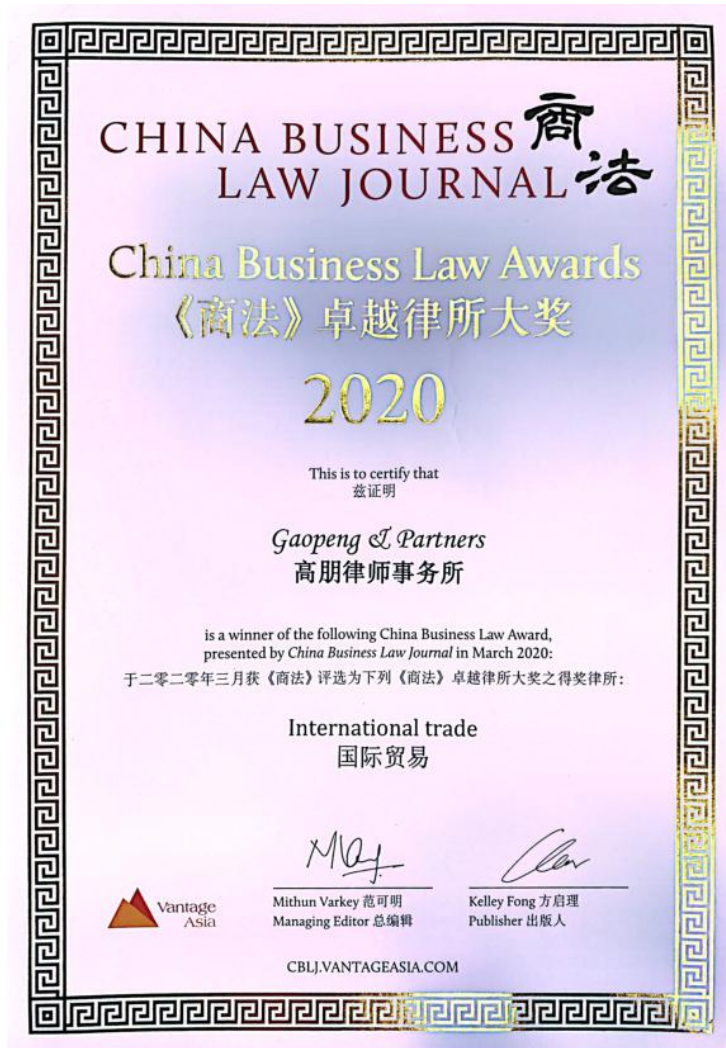 CHINA BUSINESS 商
LAW JOURNAL 法
China Business Law Awards
《商法》卓越律所大奖
2020
This is to certify that
兹证明
Gaopeng & Partners
高朋律师事务所
is a winner of the following China Business Law Award,
presented by China Business Law Journal in March 2020:
于二零二零年三月获《商法》评选为下列《商法》卓越律所大奖之得奖律所：
International trade
国际贸易
Mithun Varkey 范可明
Managing Editor 总编辑
Kelley Fong 方启理
Publisher 出版人
Vantage
Asia
CBLJ.VANTAGEASIA.COM